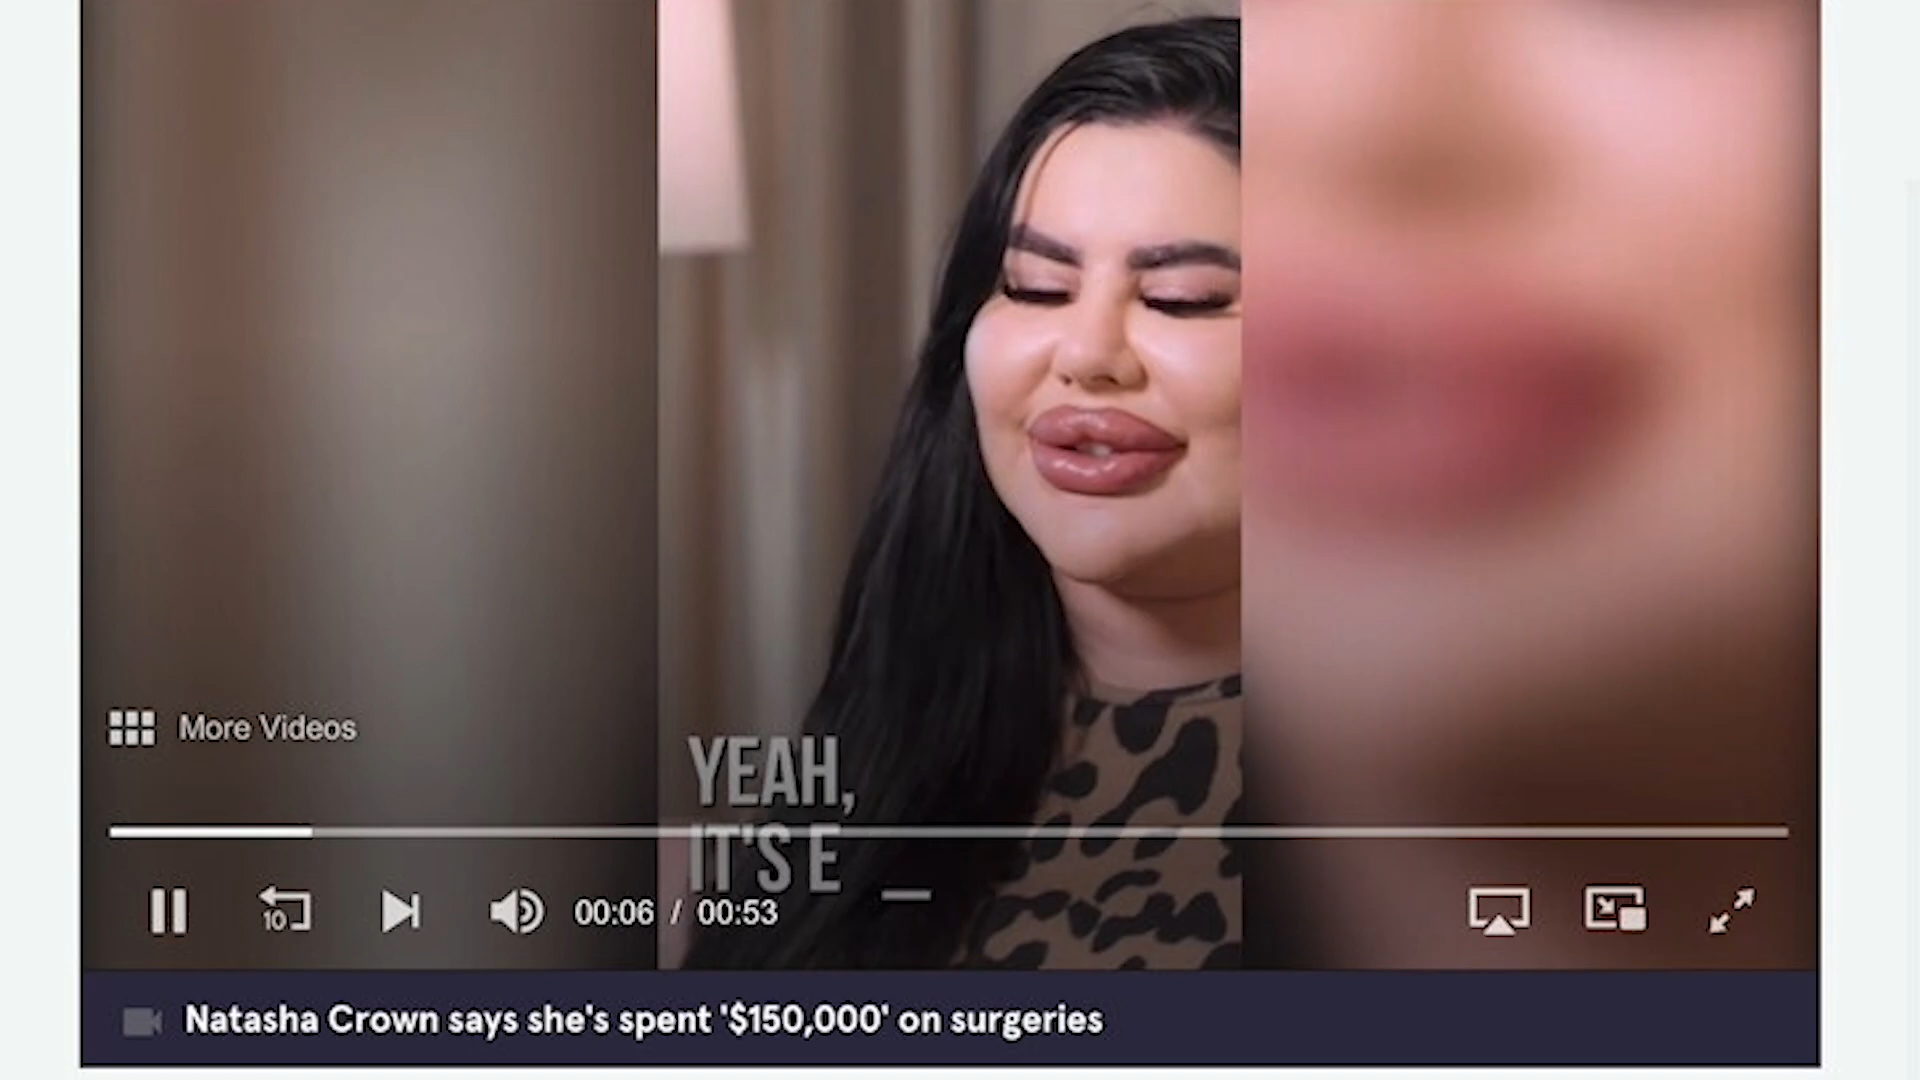 More Videos
YEAH,
IT'S E
10
00:06 / 00:53
Natasha Crown says she's spent '$150,000' on surgeries